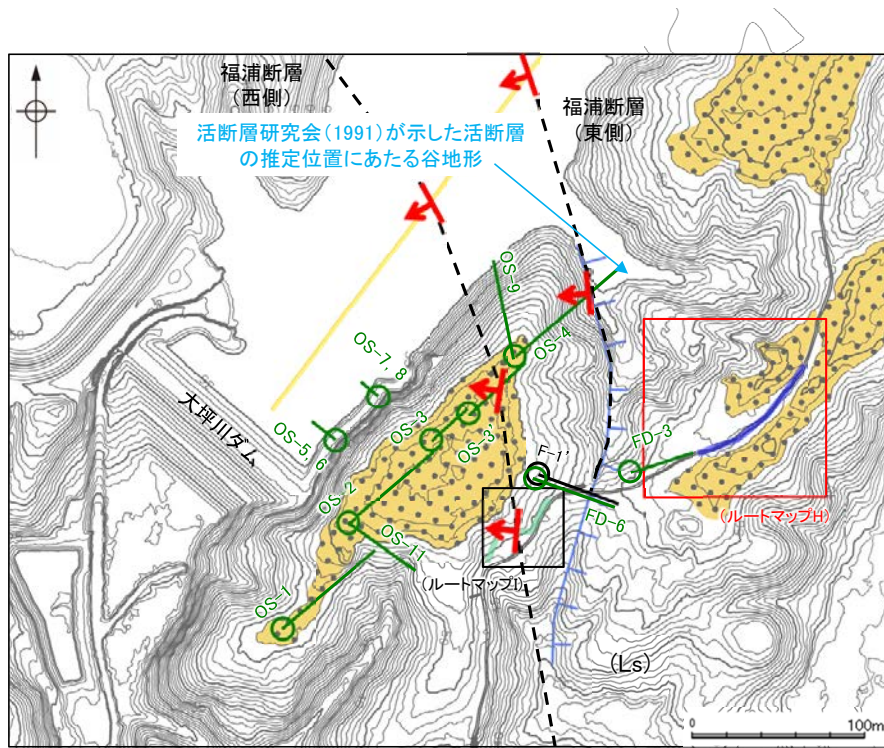 福浦断層
(西側)
福浦断層
(東側)
活断層研究会(1991)が示した活断層
の推定位置にあたる谷地形
OS-9
OS-4
OS-7, 8
OS-5, 6
OS-3
OS-3'
大坪川ダム
OS-2
OS-11
OS-1
F-1'
FD-3
FD-6
(ルートマップH)
(ルートマップI)
(Ls)
0
100m